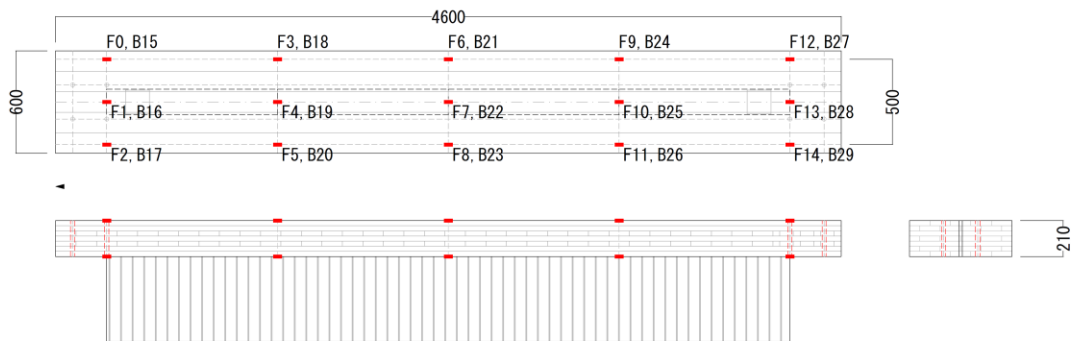 4600
F0, B15
F3, B18
F6, B21
F9, B24
F12, B27
600
500
F1, B16
F4, B19
F7, B22
F10, B25
F13, B28
F2, B17
F5, B20
F8, B23
F11, B26
F14, B29
210